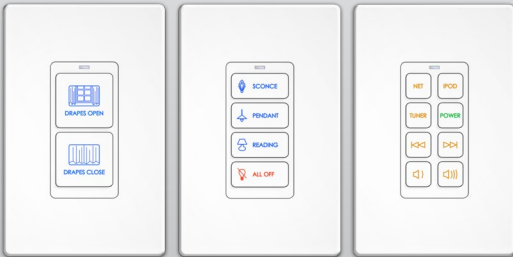 DRAPES OPEN
DRAPES CLOSE
SCONCE
PENDANT
READING
ALL OFF
NET IPOD
TUNER POWER